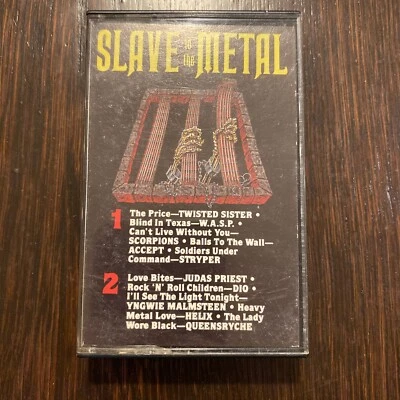 SLAVE to the METAL
1 The Price—TWISTED SISTER •
Blind In Texas—W.A.S.P. •
Can't Live Without You—
SCORPIONS • Balls To The Wall—
ACCEPT • Soldiers Under
Command—STRYPER
2 Love Bites—JUDAS PRIEST •
Rock 'N' Roll Children—DIO •
I'll See The Light Tonight—
YNGWIE MALMSTEEN • Heavy
Metal Love—HELIX • The Lady
Wore Black—QUEENSRYCHE